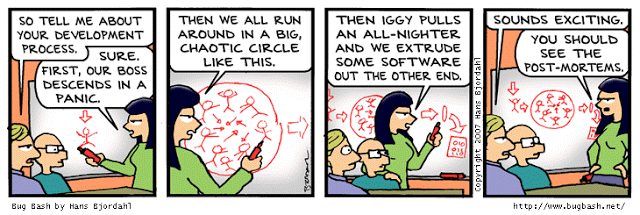 SO TELL ME ABOUT
YOUR DEVELOPMENT
PROCESS.
SURE.
FIRST, OUR BOSS
DESCENDS IN A
PANIC.
THEN WE ALL RUN
AROUND IN A BIG,
CHAOTIC CIRCLE
LIKE THIS.
THEN IGGY PULLS
AN ALL-NIGHTER
AND WE EXTRUDE
SOME SOFTWARE
OUT THE OTHER END.
SOUNDS EXCITING.
YOU SHOULD
SEE THE
POST-MORTEMS.
Copyright 2007 Hans Bjordahl
Bug Bash by Hans Bjordahl
http://www.bugbash.net/